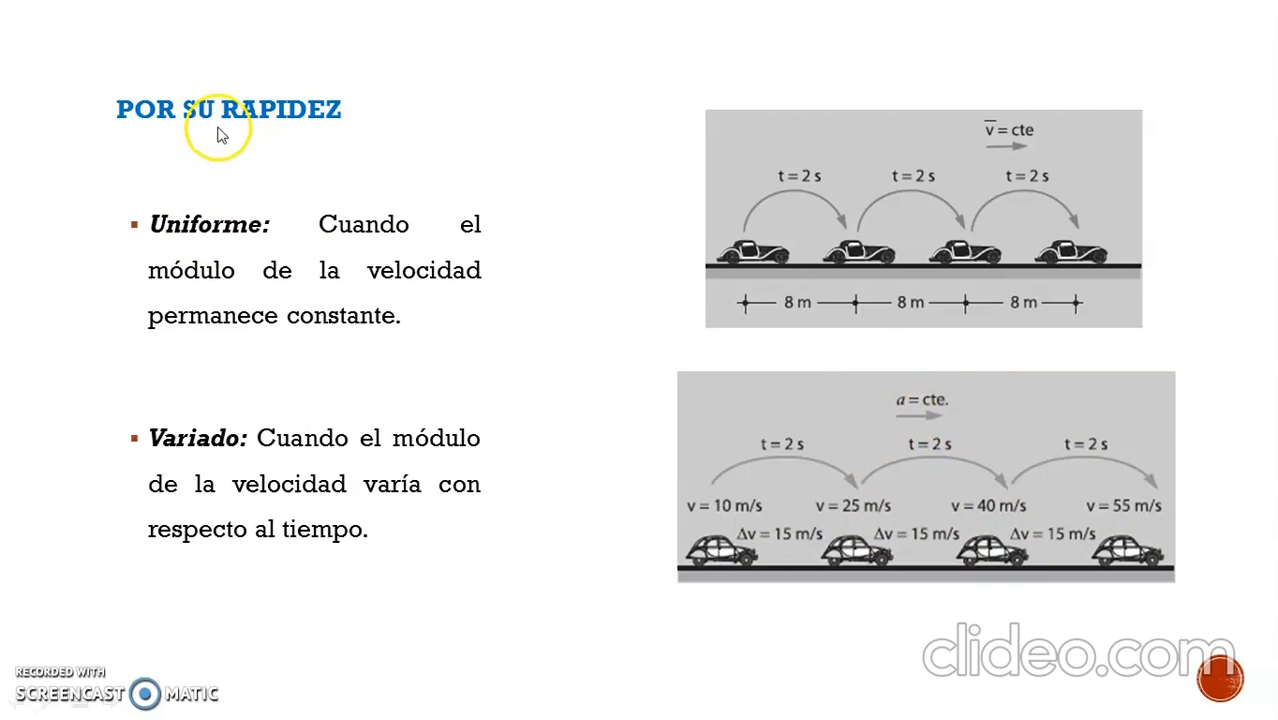 POR SU RAPIDEZ
Uniforme: Cuando el
módulo de la velocidad
permanece constante.
Variado: Cuando el módulo
de la velocidad varía con
respecto al tiempo.
v̅ = cte
t = 2 s t = 2 s t = 2 s
8 m 8 m 8 m
a = cte.
t = 2 s t = 2 s t = 2 s
v = 10 m/s v = 25 m/s v = 40 m/s v = 55 m/s
Δv = 15 m/s Δv = 15 m/s Δv = 15 m/s
clideo.com
RECORDED WITH
SCREENCAST MATIC